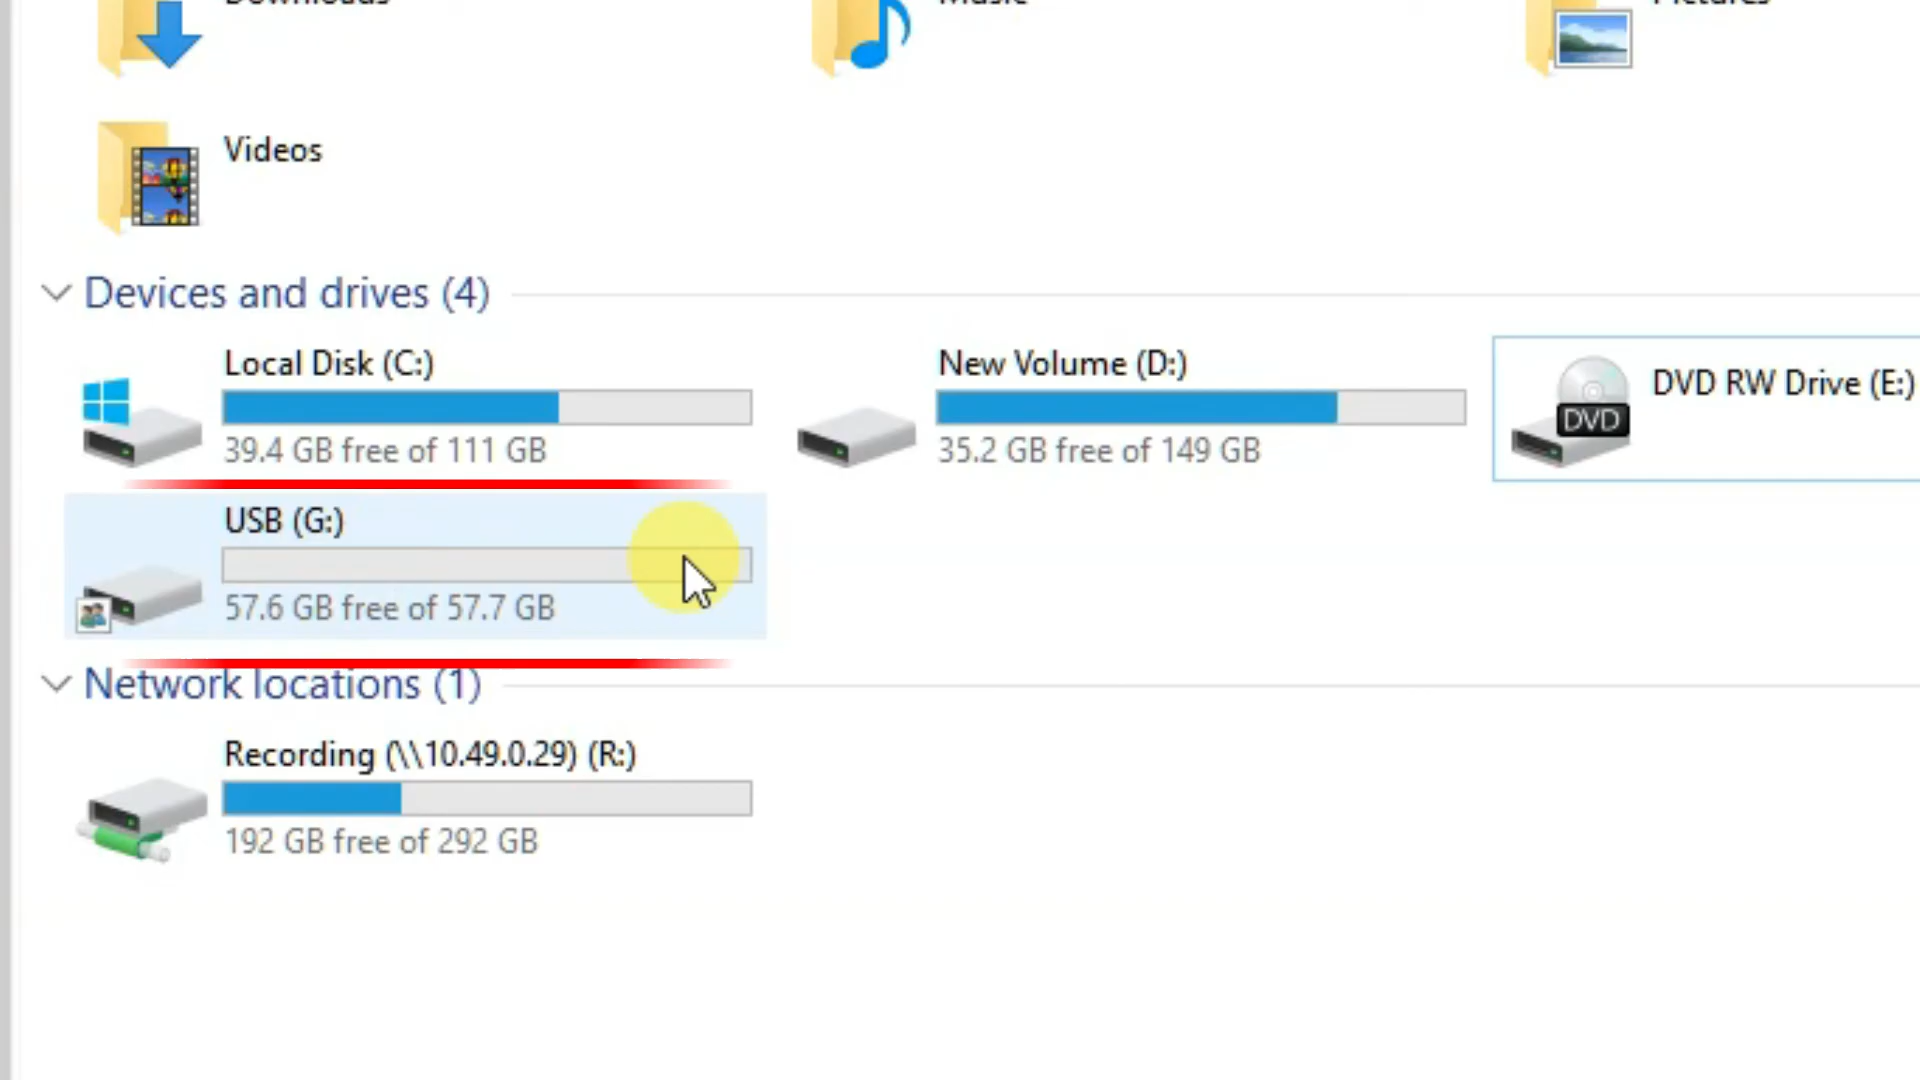 Downloads
Music
Pictures
Videos
Devices and drives (4)
Local Disk (C:)
39.4 GB free of 111 GB
New Volume (D:)
35.2 GB free of 149 GB
DVD
DVD RW Drive (E:)
USB (G:)
57.6 GB free of 57.7 GB
Network locations (1)
Recording (\\10.49.0.29) (R:)
192 GB free of 292 GB